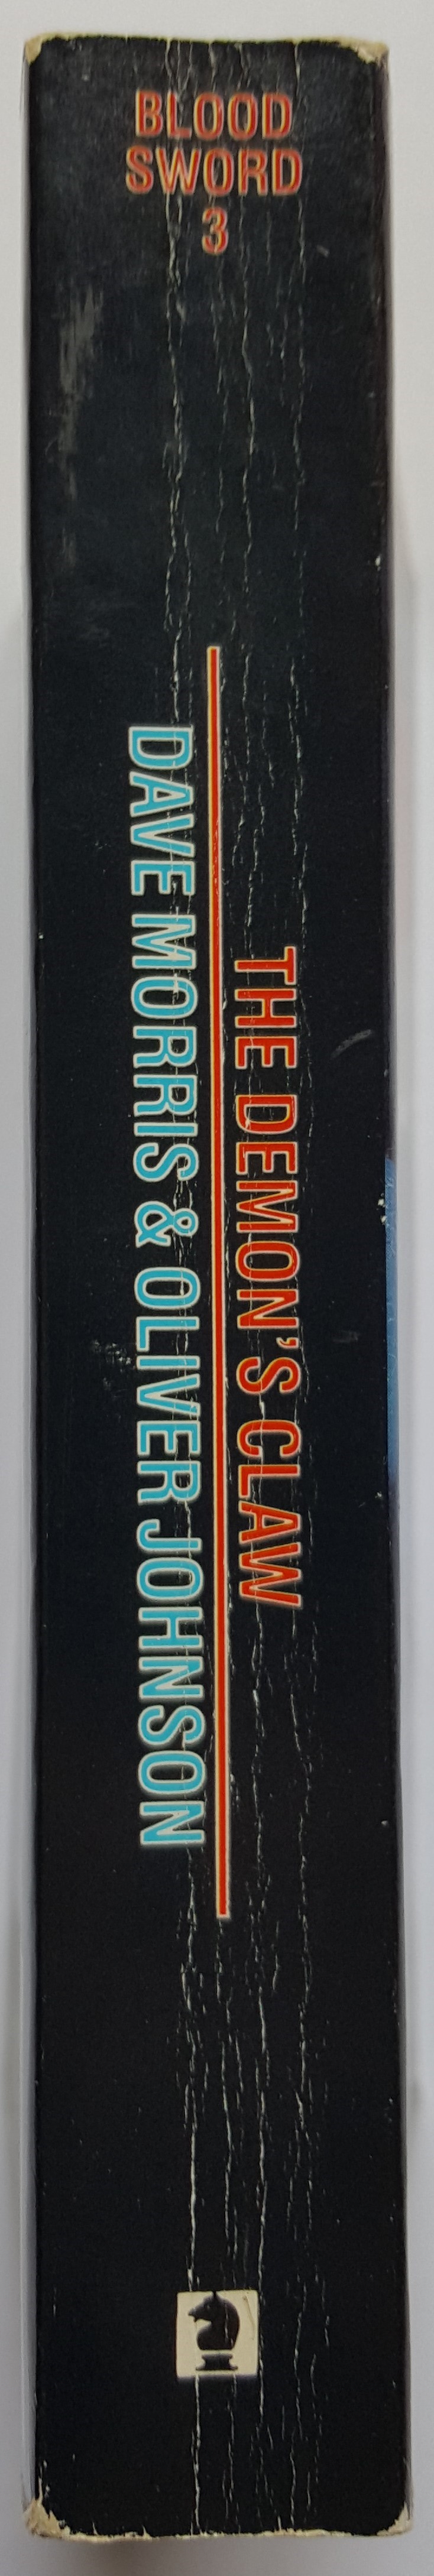 BLOOD
SWORD
3
THE DEMON'S CLAW
DAVE MORRIS & OLIVER JOHNSON